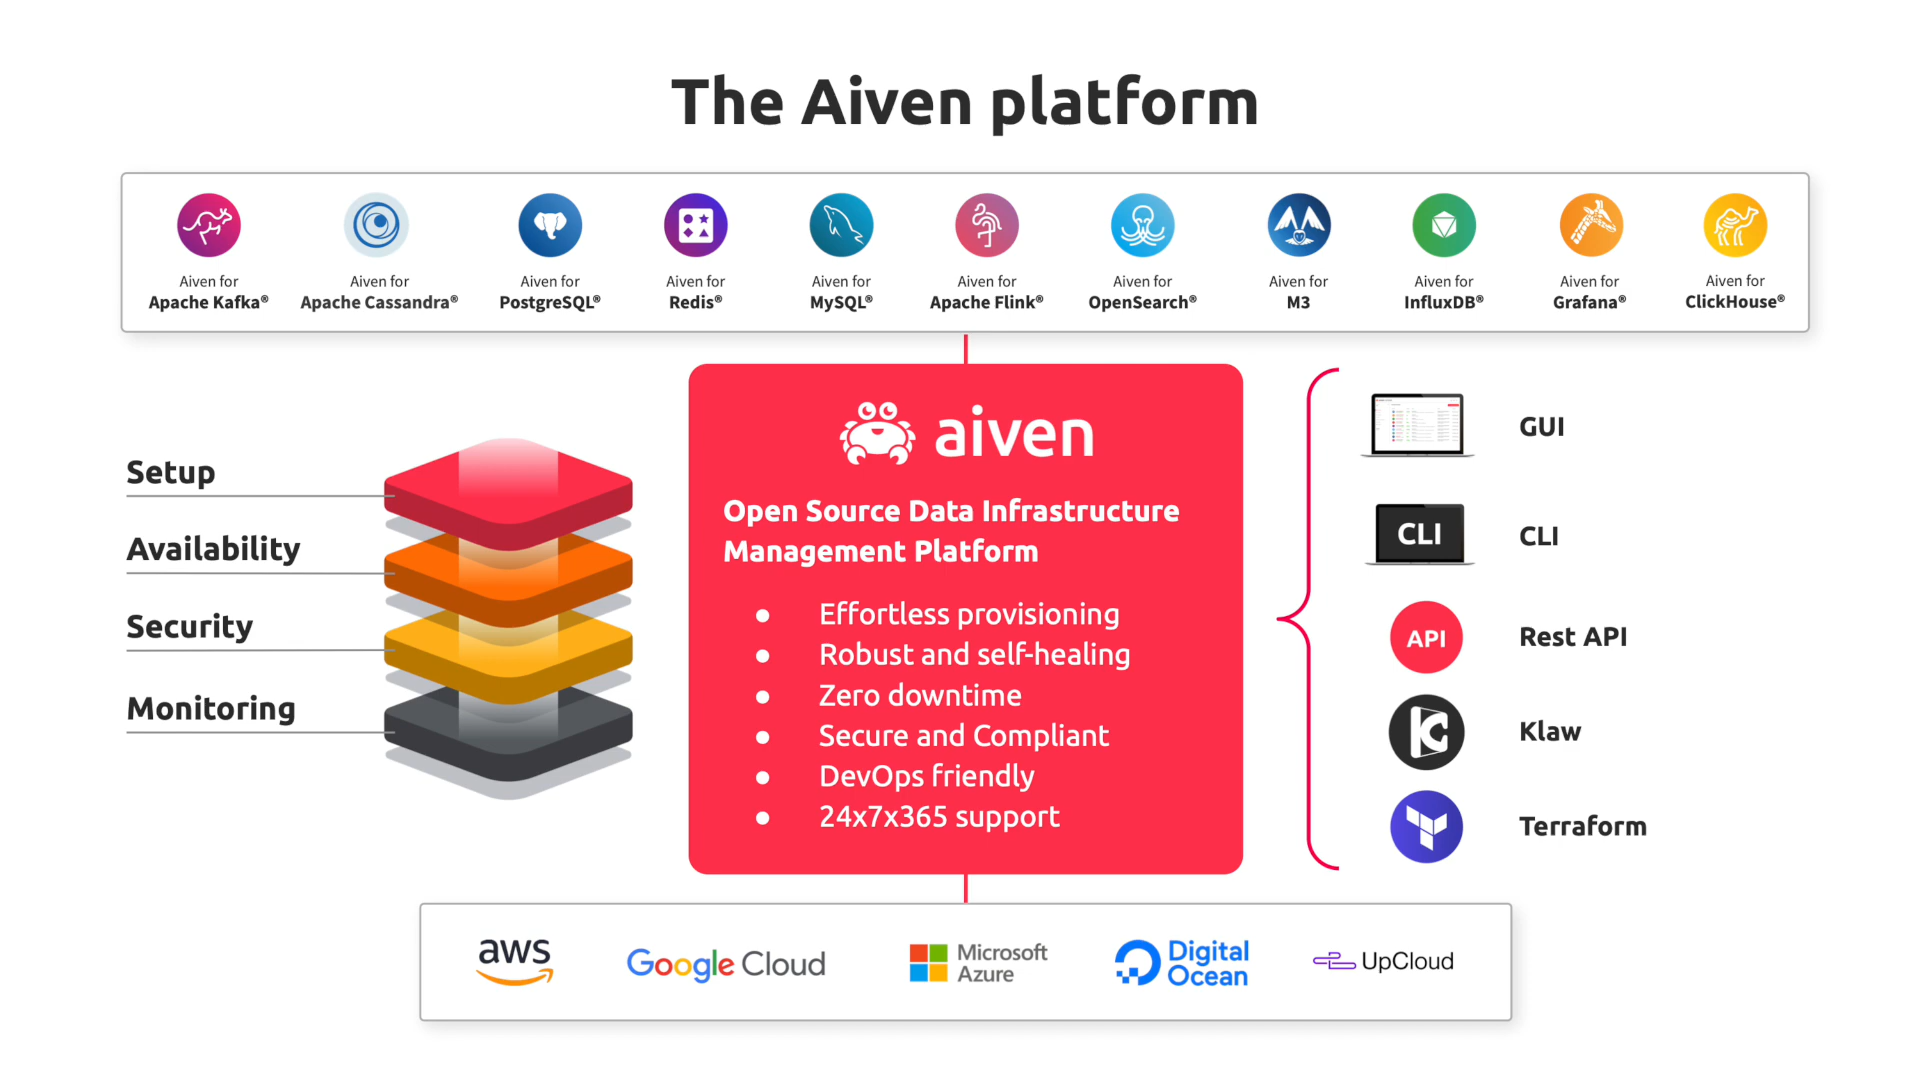 The Aiven platform
Aiven for
Apache Kafka®
Aiven for
Apache Cassandra®
Aiven for
PostgreSQL®
Aiven for
Redis®
Aiven for
MySQL®
Aiven for
Apache Flink®
Aiven for
OpenSearch®
Aiven for
M3
Aiven for
InfluxDB®
Aiven for
Grafana®
Aiven for
ClickHouse®
Setup
Availability
Security
Monitoring
aiven
Open Source Data Infrastructure
Management Platform
● Effortless provisioning
● Robust and self-healing
● Zero downtime
● Secure and Compliant
● DevOps friendly
● 24x7x365 support
GUI
CLI
CLI
API
Rest API
Klaw
Terraform
aws
Google Cloud
Microsoft
Azure
Digital
Ocean
UpCloud